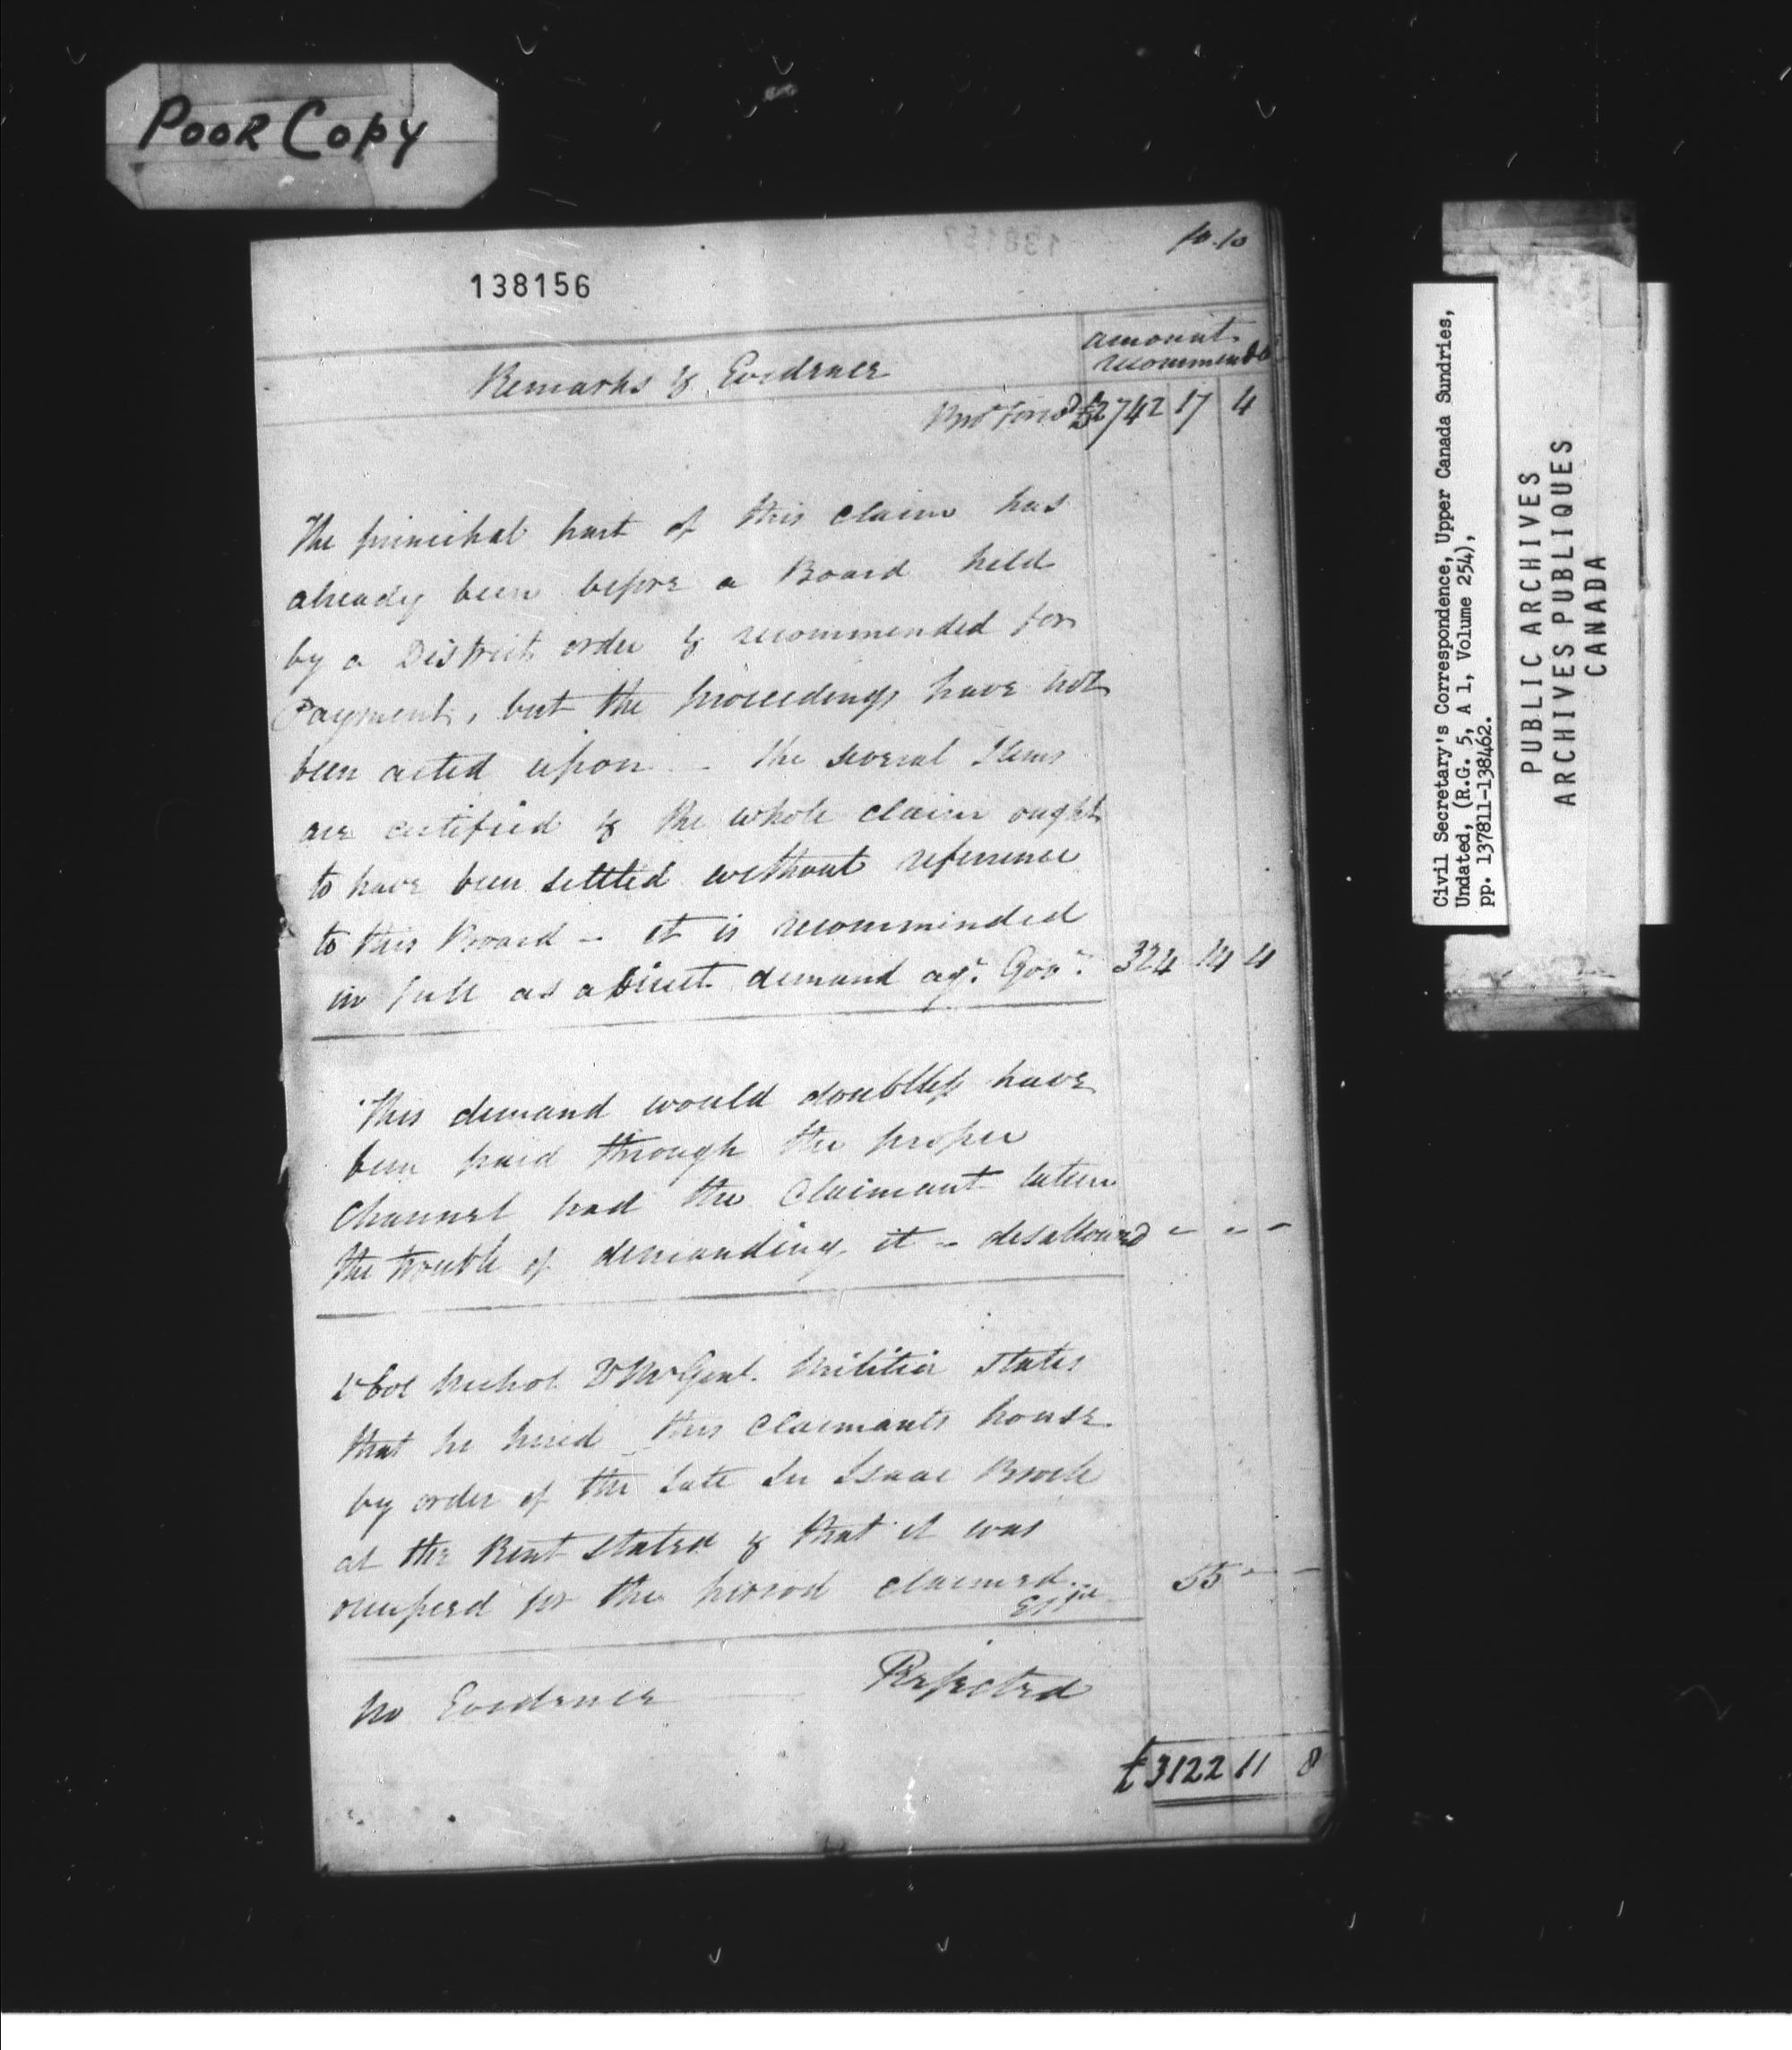 POOR COPY
138156
10.10
Remarks & Evidence
amount
recommended
Bro.t Forw.d £2742 17 4
The principal part of this claim has
already been before a Board held
by a District order & recommended for
Payment, but the proceedings have not
been acted upon - the several Items
are certified & the whole claim ought
to have been settled without reference
to this Board - it is recommended
in full as a direct demand ag.t Gov.t 324 14 4
This demand would doubtless have
been paid through the proper
Channel had the Claimant taken
the trouble of demanding it - disallowed - - -
Lt Col Nichol Q M Genl. Militia states
that he hired this Claimants house
by order of the Late Sir Isaac Brock
at the Rent stated & that it was
occupied for the period claimed. 55 - -
No Evidence Rejected
£3122 11 8
Civil Secretary's Correspondence, Upper Canada Sundries,
Undated, (R.G. 5, A 1, Volume 254),
pp. 137811-138462.
PUBLIC ARCHIVES
ARCHIVES PUBLIQUES
CANADA